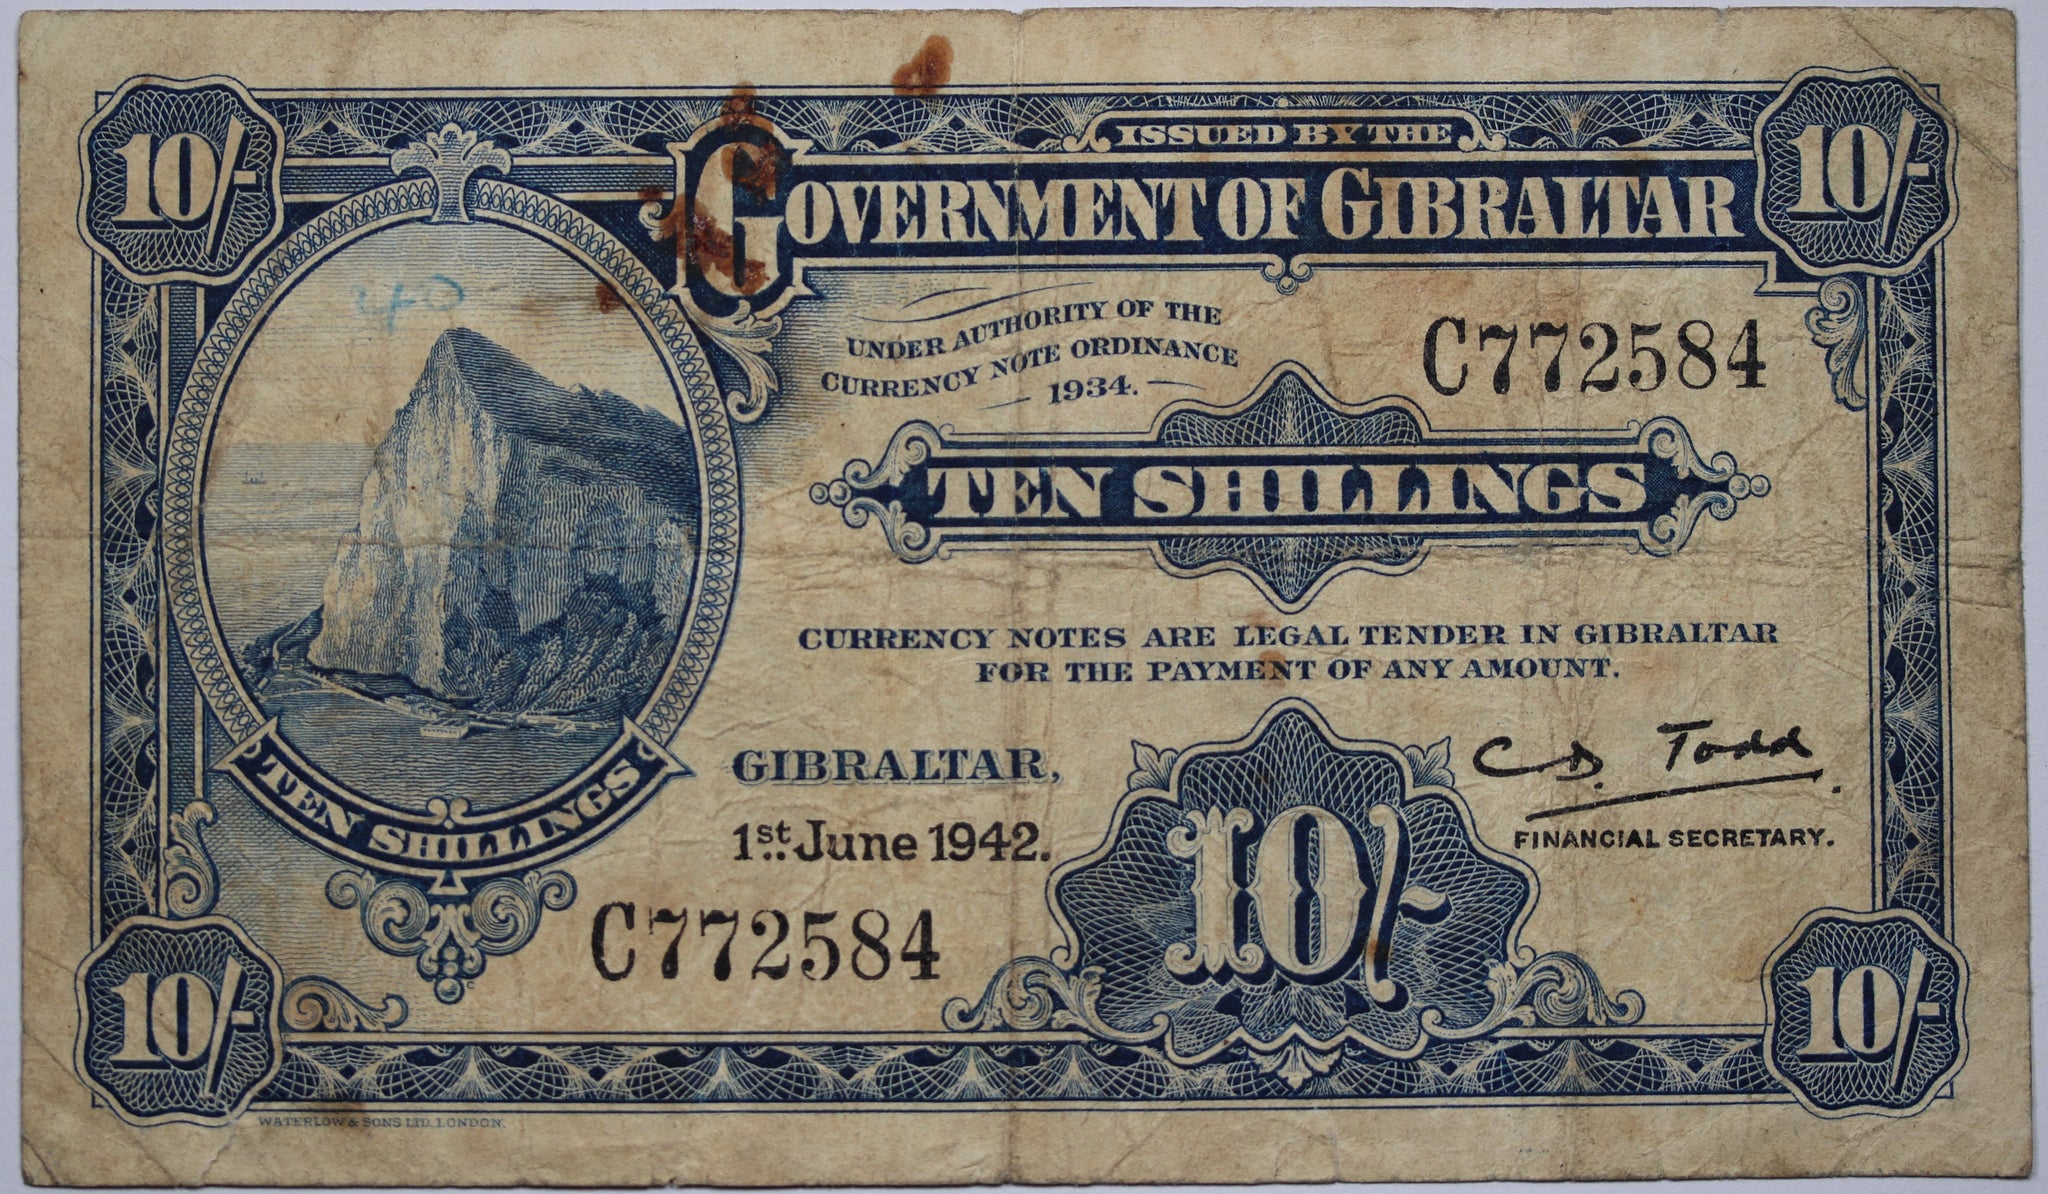 10/-
ISSUED BY THE
10/-
GOVERNMENT OF GIBRALTAR
40
UNDER AUTHORITY OF THE
CURRENCY NOTE ORDINANCE
1934.
C772584
TEN SHILLINGS
CURRENCY NOTES ARE LEGAL TENDER IN GIBRALTAR
FOR THE PAYMENT OF ANY AMOUNT.
GIBRALTAR,
1st. June 1942.
C D. Todd.
FINANCIAL SECRETARY.
TEN SHILLINGS
C772584
10/-
10/-
10/-
WATERLOW & SONS LTD. LONDON.